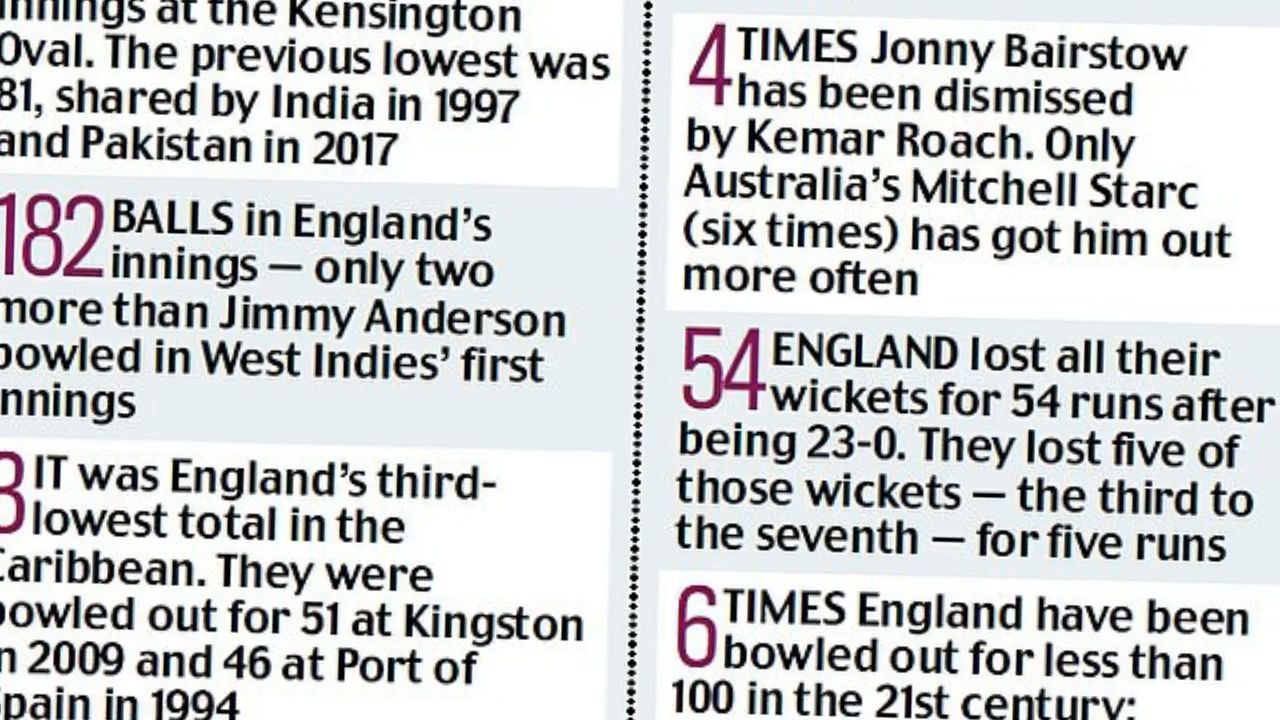 innings at the Kensington
Oval. The previous lowest was
81, shared by India in 1997
and Pakistan in 2017
182 BALLS in England's
innings — only two
more than Jimmy Anderson
bowled in West Indies' first
innings
3 IT was England's third-
lowest total in the
Caribbean. They were
bowled out for 51 at Kingston
in 2009 and 46 at Port of
Spain in 1994
4 TIMES Jonny Bairstow
has been dismissed
by Kemar Roach. Only
Australia's Mitchell Starc
(six times) has got him out
more often
54 ENGLAND lost all their
wickets for 54 runs after
being 23-0. They lost five of
those wickets — the third to
the seventh — for five runs
6 TIMES England have been
bowled out for less than
100 in the 21st century: